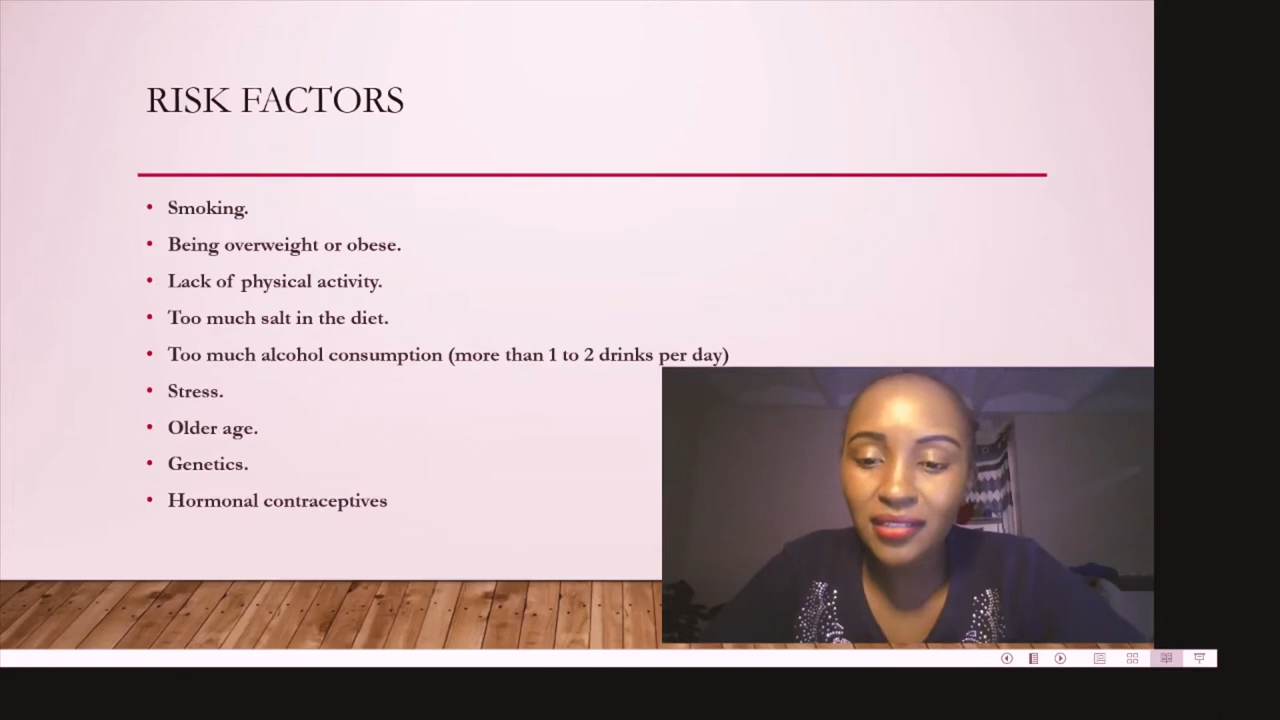 RISK FACTORS
Smoking.
Being overweight or obese.
Lack of physical activity.
Too much salt in the diet.
Too much alcohol consumption (more than 1 to 2 drinks per day)
Stress.
Older age.
Genetics.
Hormonal contraceptives